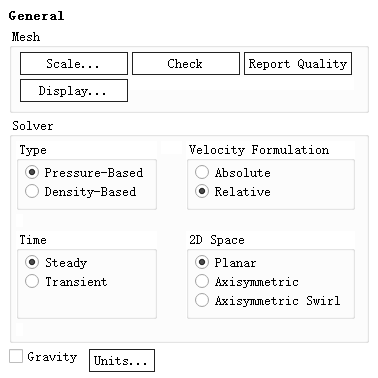 General
Mesh
Scale... Check Report Quality
Display...
Solver
Type Velocity Formulation
Pressure-Based Absolute
Density-Based Relative
Time 2D Space
Steady Planar
Transient Axisymmetric
Axisymmetric Swirl
Gravity Units...